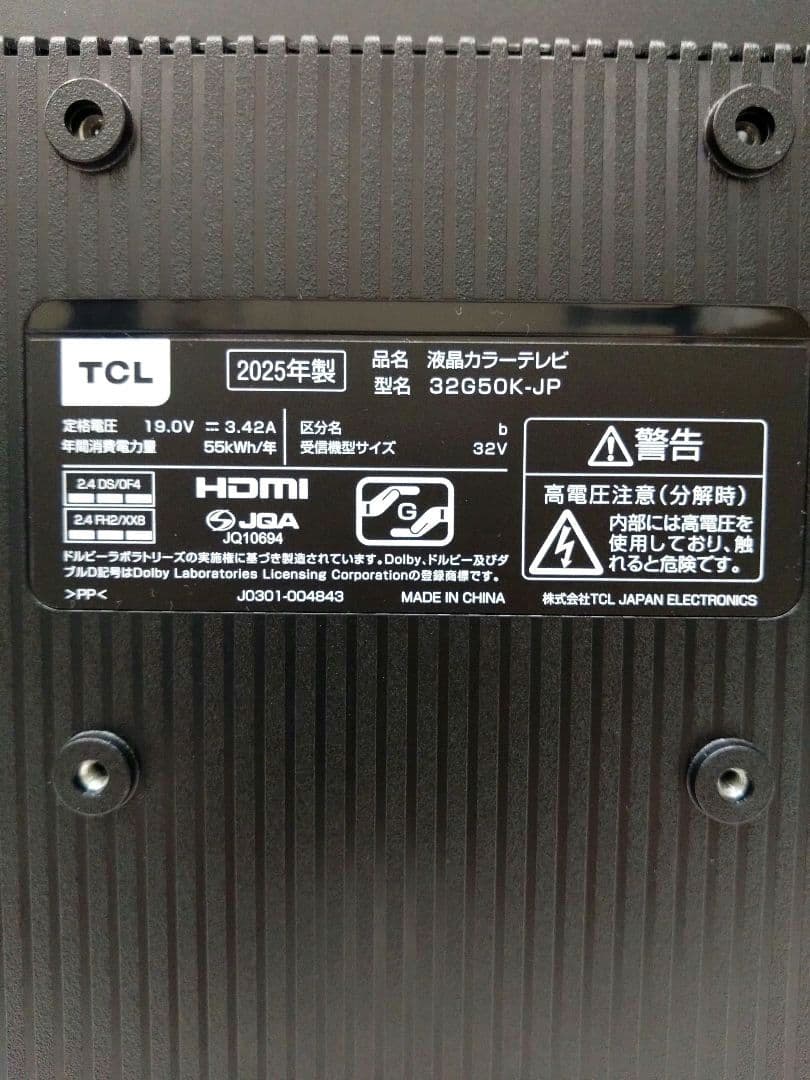 TCL
2025年製
品名 液晶カラーテレビ
型名 32G50K-JP
定格電圧 19.0V ⎓ 3.42A
年間消費電力量 55kWh/年
区分名 b
受信機型サイズ 32V
2.4 DS/OF4
2.4 FH2/XX8
HDMI
JQA
JQ10694
G
ドルビーラボラトリーズの実施権に基づき製造されています。Dolby、ドルビー及びダ
ブルD記号はDolby Laboratories Licensing Corporationの登録商標です。
>PP<
J0301-004843
MADE IN CHINA
警告
高電圧注意(分解時)
内部には高電圧を
使用しており、触
れると危険です。
株式会社TCL JAPAN ELECTRONICS